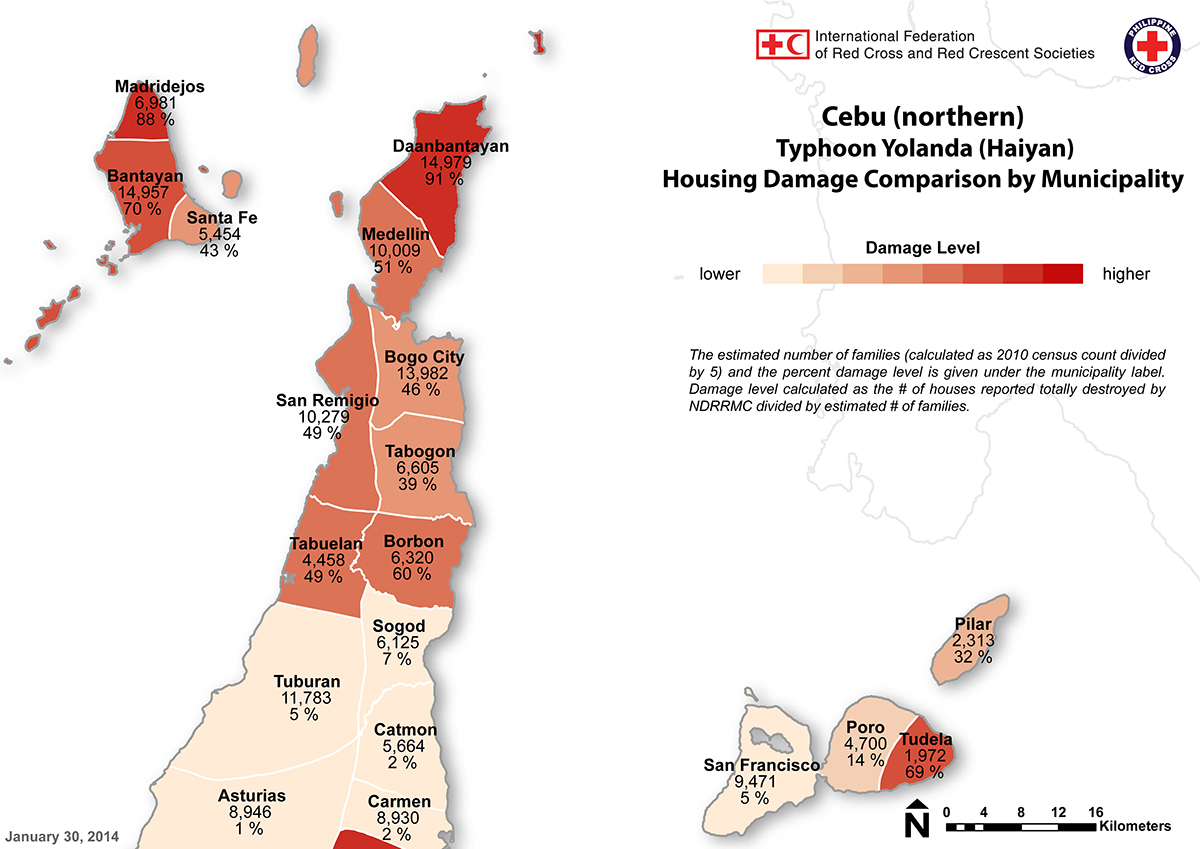 International Federation
of Red Cross and Red Crescent Societies
PHILIPPINE
RED CROSS
Cebu (northern)
Typhoon Yolanda (Haiyan)
Housing Damage Comparison by Municipality
Damage Level
lower
higher
The estimated number of families (calculated as 2010 census count divided
by 5) and the percent damage level is given under the municipality label.
Damage level calculated as the # of houses reported totally destroyed by
NDRRMC divided by estimated # of families.
Madridejos
6,981
88 %
Bantayan
14,957
70 %
Santa Fe
5,454
43 %
Daanbantayan
14,979
91 %
Medellin
10,009
51 %
Bogo City
13,982
46 %
San Remigio
10,279
49 %
Tabogon
6,605
39 %
Tabuelan
4,458
49 %
Borbon
6,320
60 %
Sogod
6,125
7 %
Tuburan
11,783
5 %
Catmon
5,664
2 %
Asturias
8,946
1 %
Carmen
8,930
2 %
Pilar
2,313
32 %
Poro
4,700
14 %
Tudela
1,972
69 %
San Francisco
9,471
5 %
N
0 4 8 12 16
Kilometers
January 30, 2014